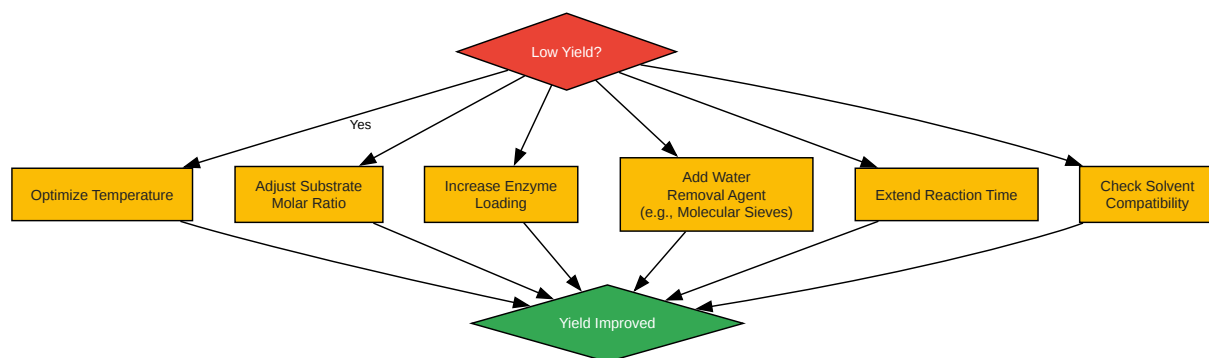 Low Yield?
Yes
Optimize Temperature
Adjust Substrate
Molar Ratio
Increase Enzyme
Loading
Add Water
Removal Agent
(e.g., Molecular Sieves)
Extend Reaction Time
Check Solvent
Compatibility
Yield Improved